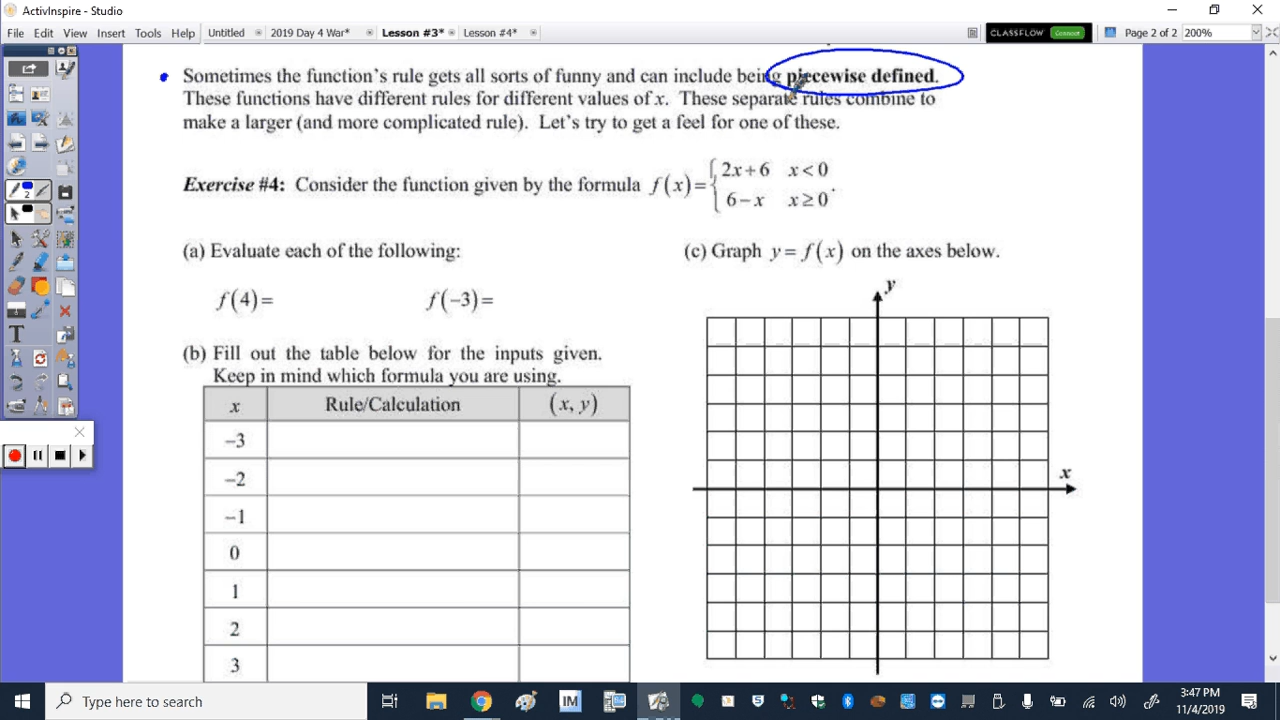 ActivInspire - Studio
File Edit View Insert Tools Help Untitled 2019 Day 4 War* Lesson #3* Lesson #4* CLASSFLOW Connect Page 2 of 2 200%
• Sometimes the function's rule gets all sorts of funny and can include being piecewise defined.
These functions have different rules for different values of x. These separate rules combine to
make a larger (and more complicated rule). Let's try to get a feel for one of these.
Exercise #4: Consider the function given by the formula f(x)={2x+6 x<0
6−x x≥0.
(a) Evaluate each of the following:
f(4)= f(−3)=
(b) Fill out the table below for the inputs given.
Keep in mind which formula you are using.
x Rule/Calculation (x, y)
−3
−2
−1
0
1
2
3
(c) Graph y=f(x) on the axes below.
y
x
2
T
Type here to search
IM
5
3:47 PM
11/4/2019